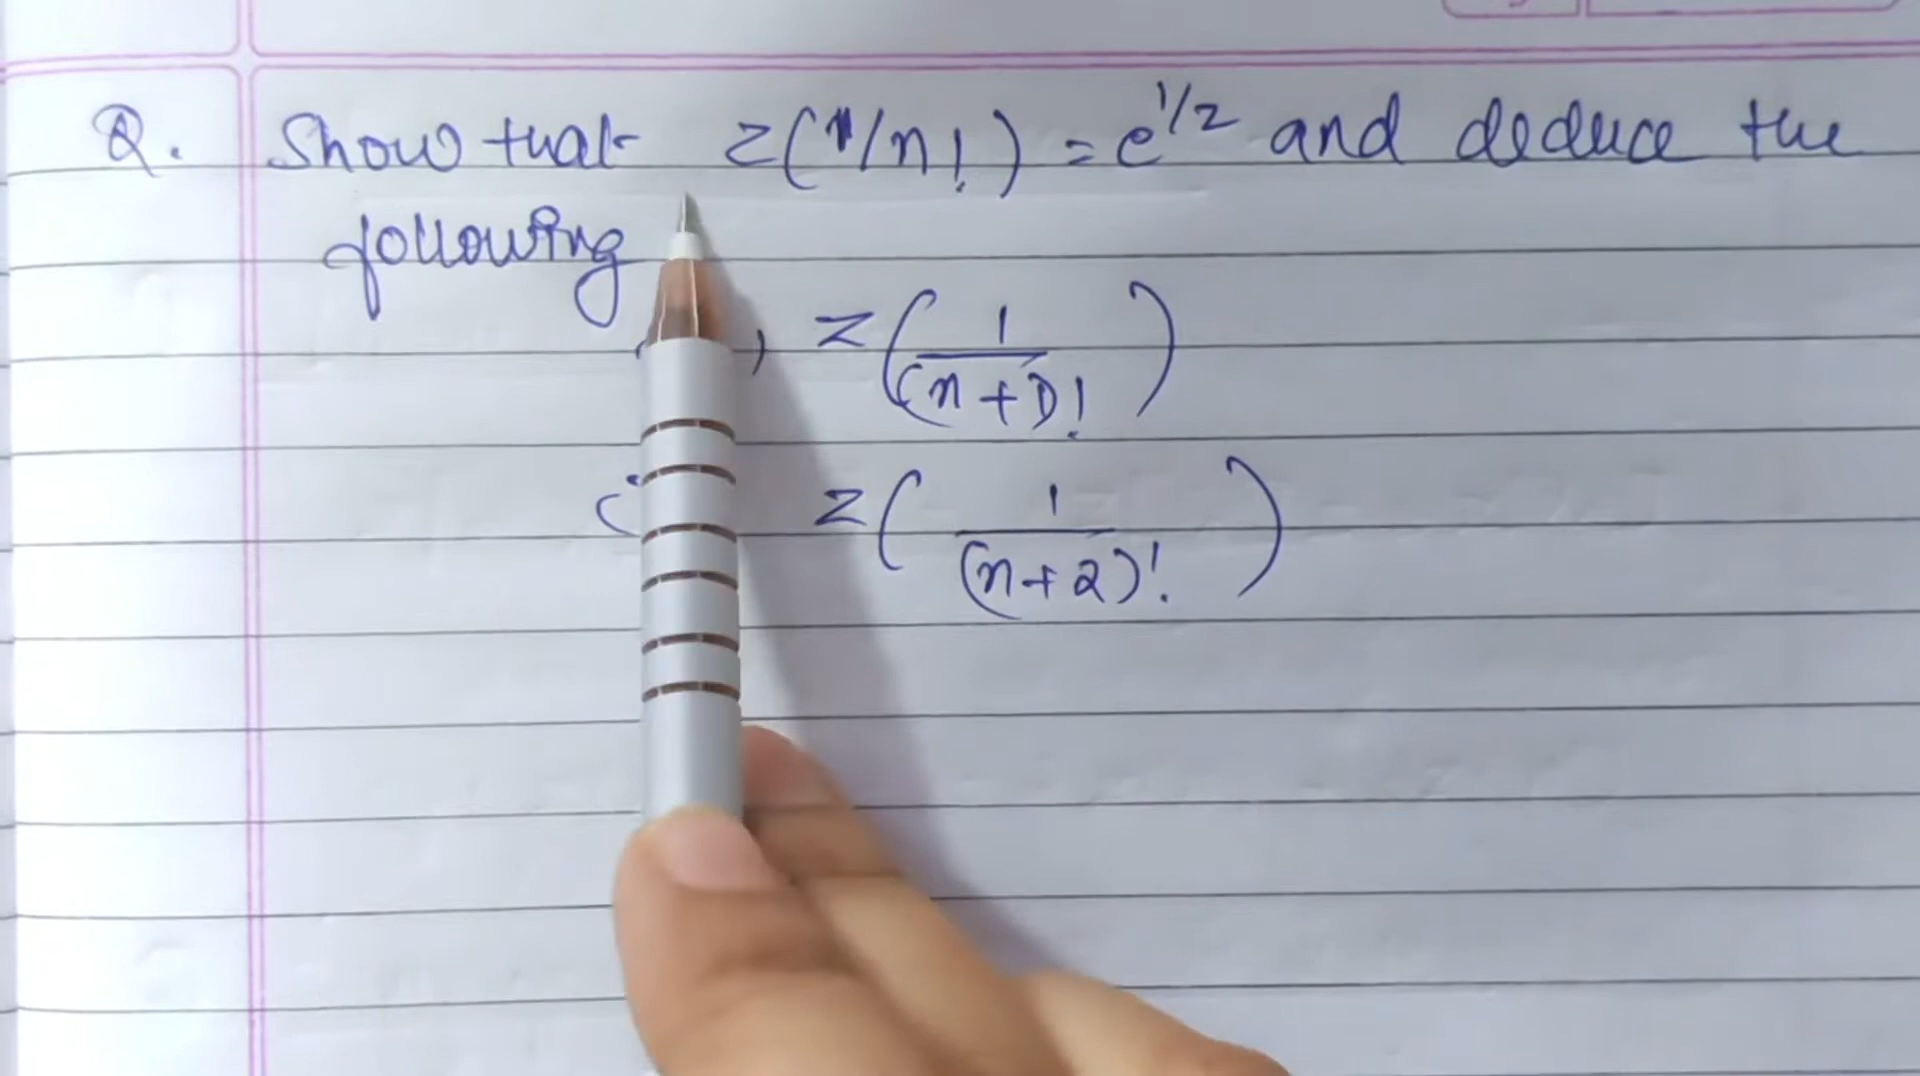 Q. Show that z(1/n!) = e^1/z and deduce the
following
) z(1/(n+1)!)
( z(1/(n+2)!)